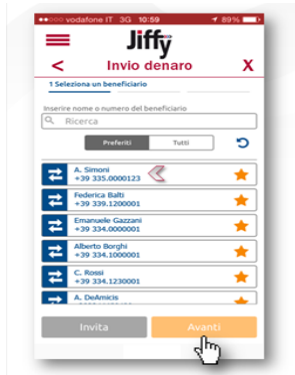 vodafone IT 3G 10:59 89%
Jiffy
< Invio denaro X
1 Seleziona un beneficiario
Inserire nome o numero del beneficiario
Ricerca
Preferiti Tutti
A. Simoni
+39 335.0000123
Federica Balti
+39 339.1200001
Emanuele Gazzani
+39 334.0000001
Alberto Borghi
+39 334.1000001
C. Rossi
+39 334.1230001
A. DeAmicis
Invita Avanti